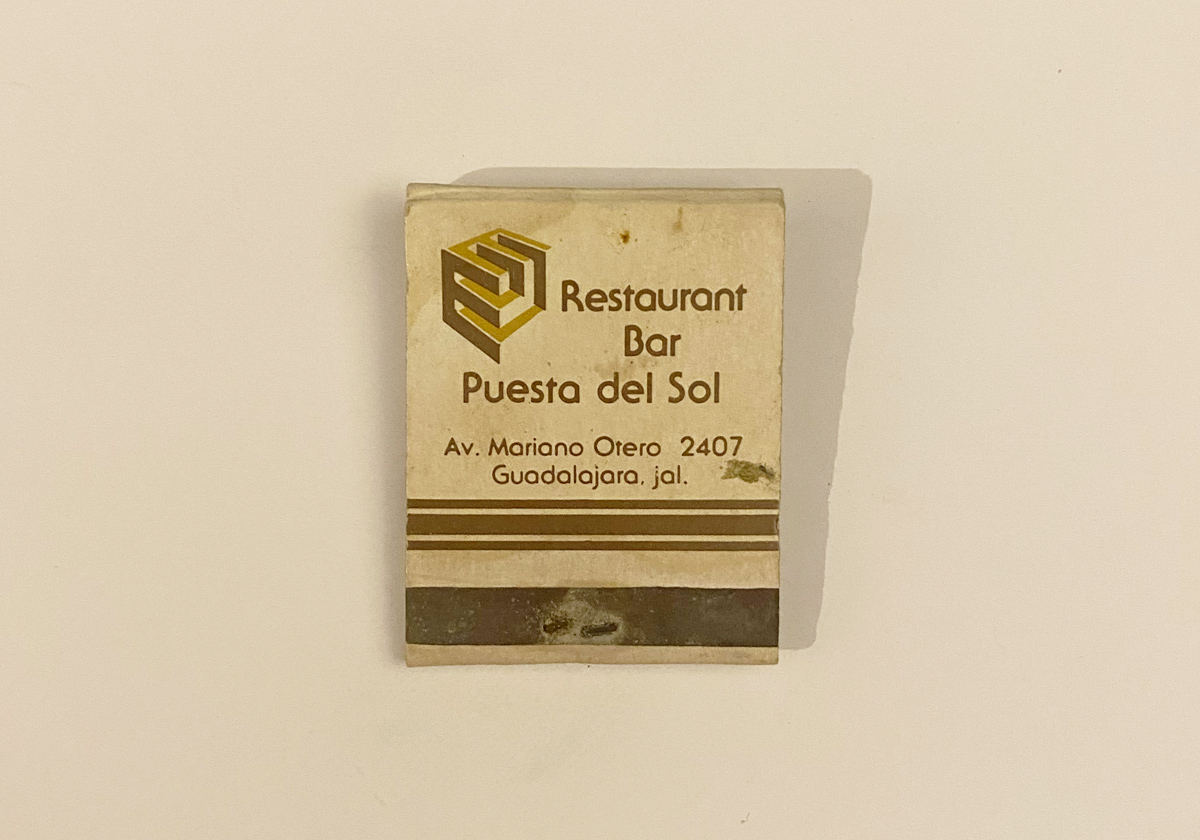 Restaurant
Bar
Puesta del Sol
Av. Mariano Otero 2407
Guadalajara, jal.